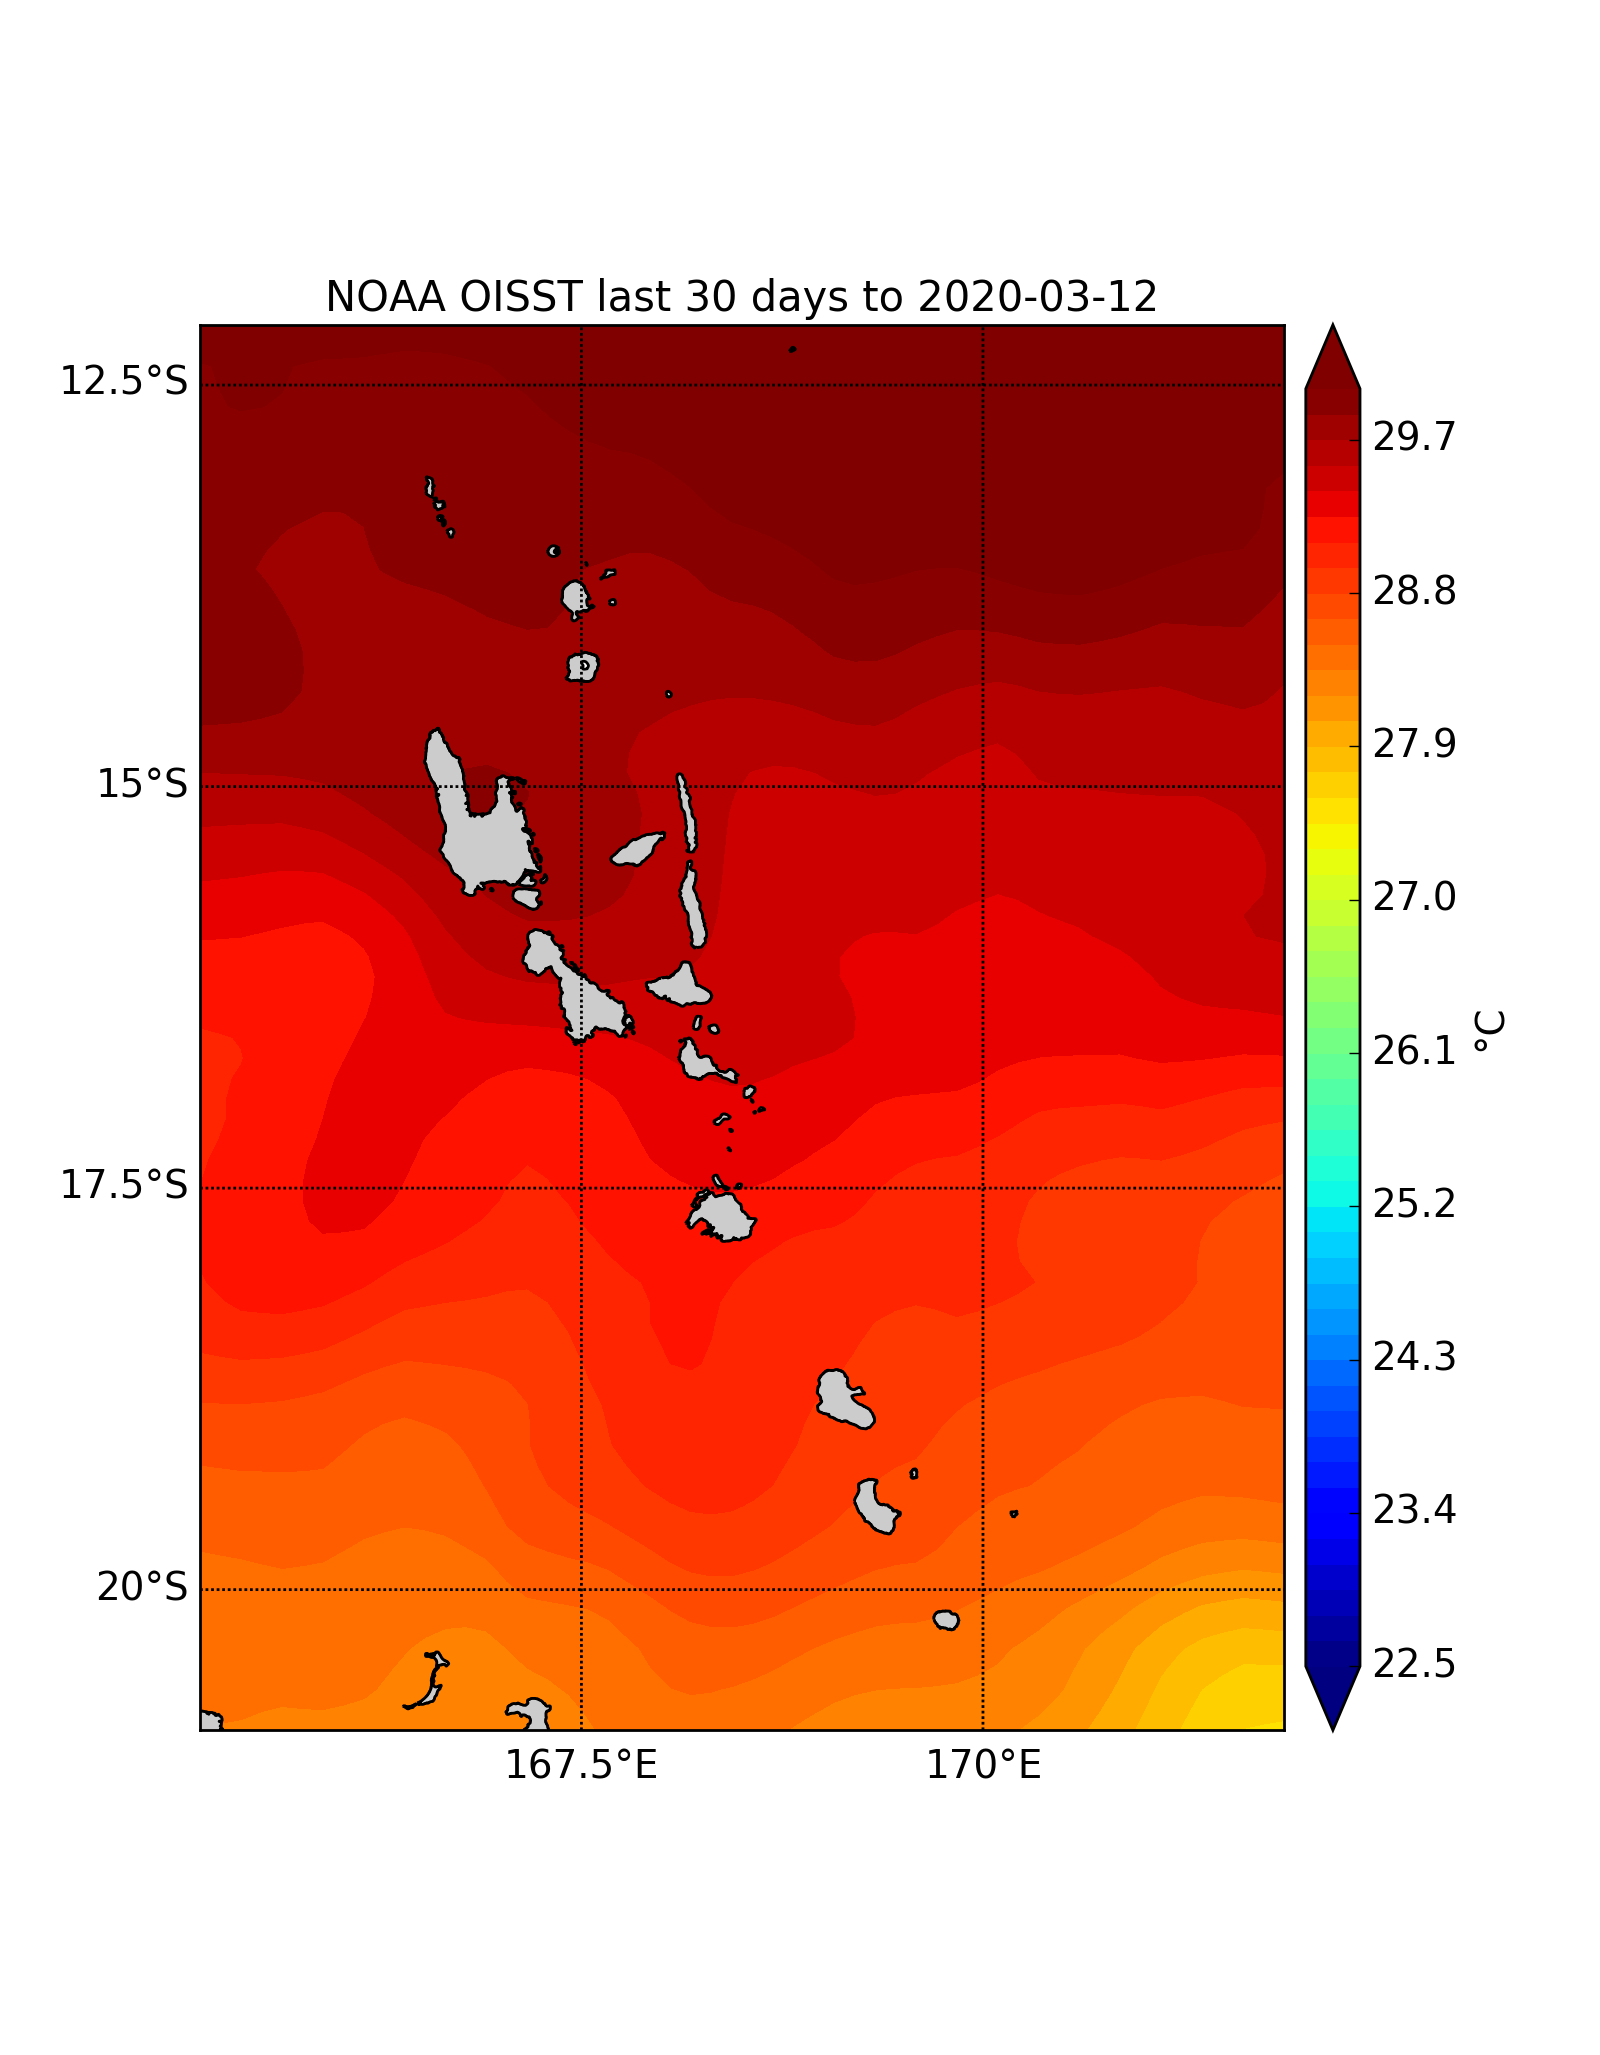 NOAA OISST last 30 days to 2020-03-12
12.5°S
15°S
17.5°S
20°S
167.5°E
170°E
29.7
28.8
27.9
27.0
26.1
25.2
24.3
23.4
22.5
°C